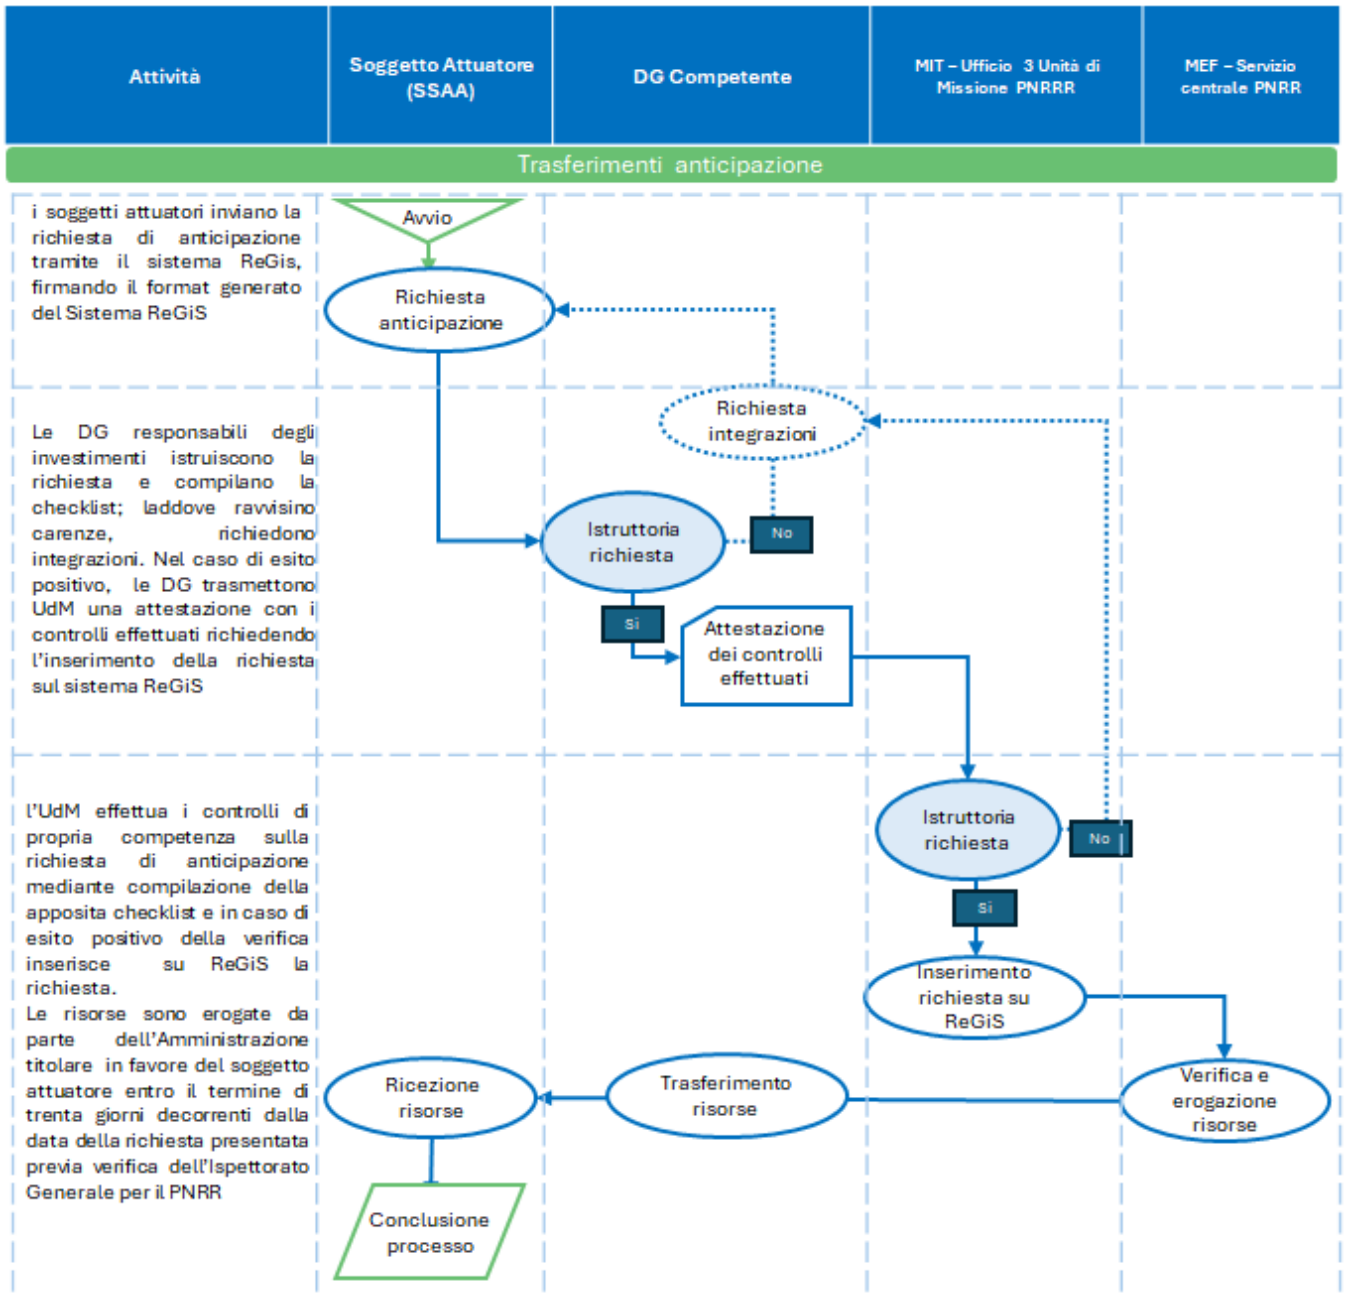 Attività
Soggetto Attuatore
(SSAA)
DG Competente
MIT – Ufficio 3 Unità di
Missione PNRRR
MEF – Servizio
centrale PNRR
Trasferimenti anticipazione
i soggetti attuatori inviano la
richiesta di anticipazione
tramite il sistema ReGis,
firmando il format generato
del Sistema ReGiS
Avvio
Richiesta
anticipazione
Le DG responsabili degli
investimenti istruiscono la
richiesta e compilano la
checklist; laddove ravvisino
carenze, richiedono
integrazioni. Nel caso di esito
positivo, le DG trasmettono
UdM una attestazione con i
controlli effettuati richiedendo
l'inserimento della richiesta
sul sistema ReGiS
Richiesta
integrazioni
Istruttoria
richiesta
No
Si
Attestazione
dei controlli
effettuati
l'UdM effettua i controlli di
propria competenza sulla
richiesta di anticipazione
mediante compilazione della
apposita checklist e in caso di
esito positivo della verifica
inserisce su ReGiS la
richiesta.
Le risorse sono erogate da
parte dell'Amministrazione
titolare in favore del soggetto
attuatore entro il termine di
trenta giorni decorrenti dalla
data della richiesta presentata
previa verifica dell'Ispettorato
Generale per il PNRR
Istruttoria
richiesta
No
Si
Inserimento
richiesta su
ReGiS
Verifica e
erogazione
risorse
Trasferimento
risorse
Ricezione
risorse
Conclusione
processo